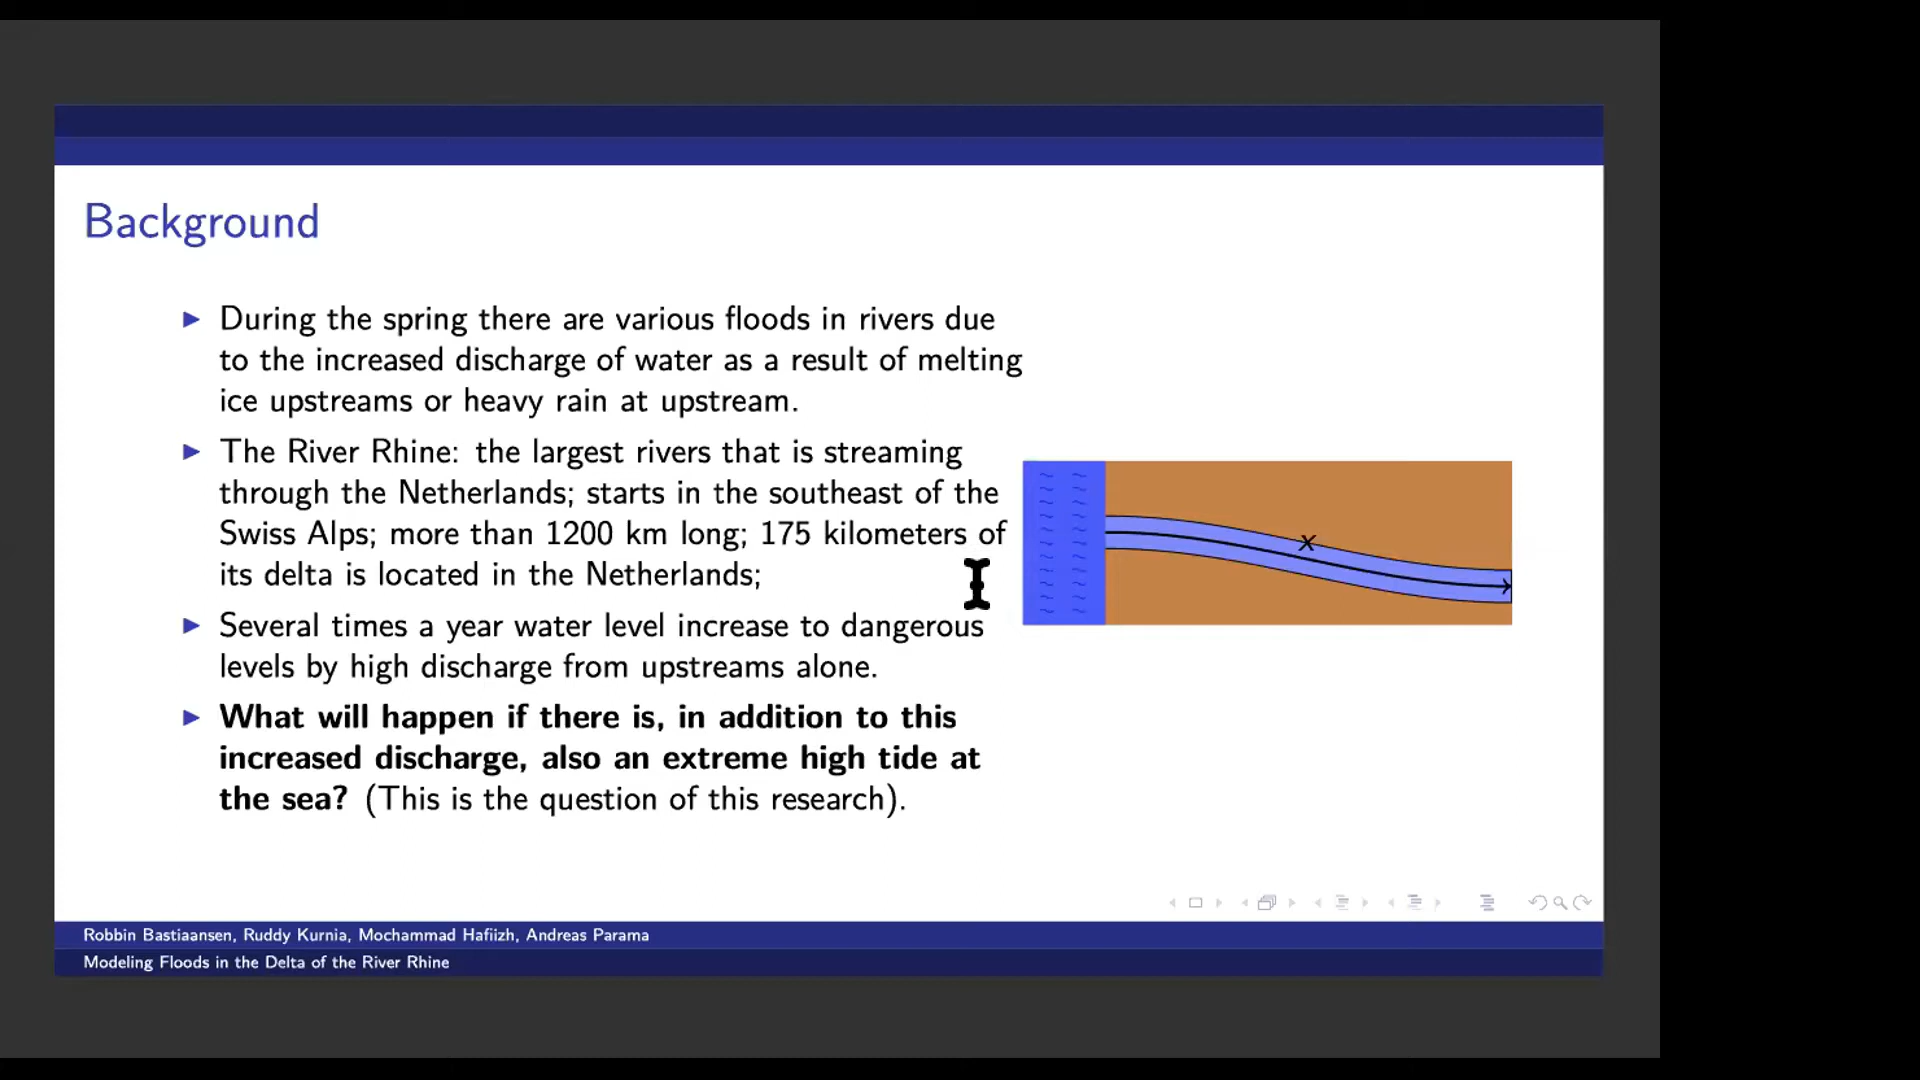 Background
▶ During the spring there are various floods in rivers due
to the increased discharge of water as a result of melting
ice upstreams or heavy rain at upstream.
▶ The River Rhine: the largest rivers that is streaming
through the Netherlands; starts in the southeast of the
Swiss Alps; more than 1200 km long; 175 kilometers of
its delta is located in the Netherlands;
▶ Several times a year water level increase to dangerous
levels by high discharge from upstreams alone.
▶ What will happen if there is, in addition to this
increased discharge, also an extreme high tide at
the sea? (This is the question of this research).
x
Robbin Bastiaansen, Ruddy Kurnia, Mochammad Hafiizh, Andreas Parama
Modeling Floods in the Delta of the River Rhine